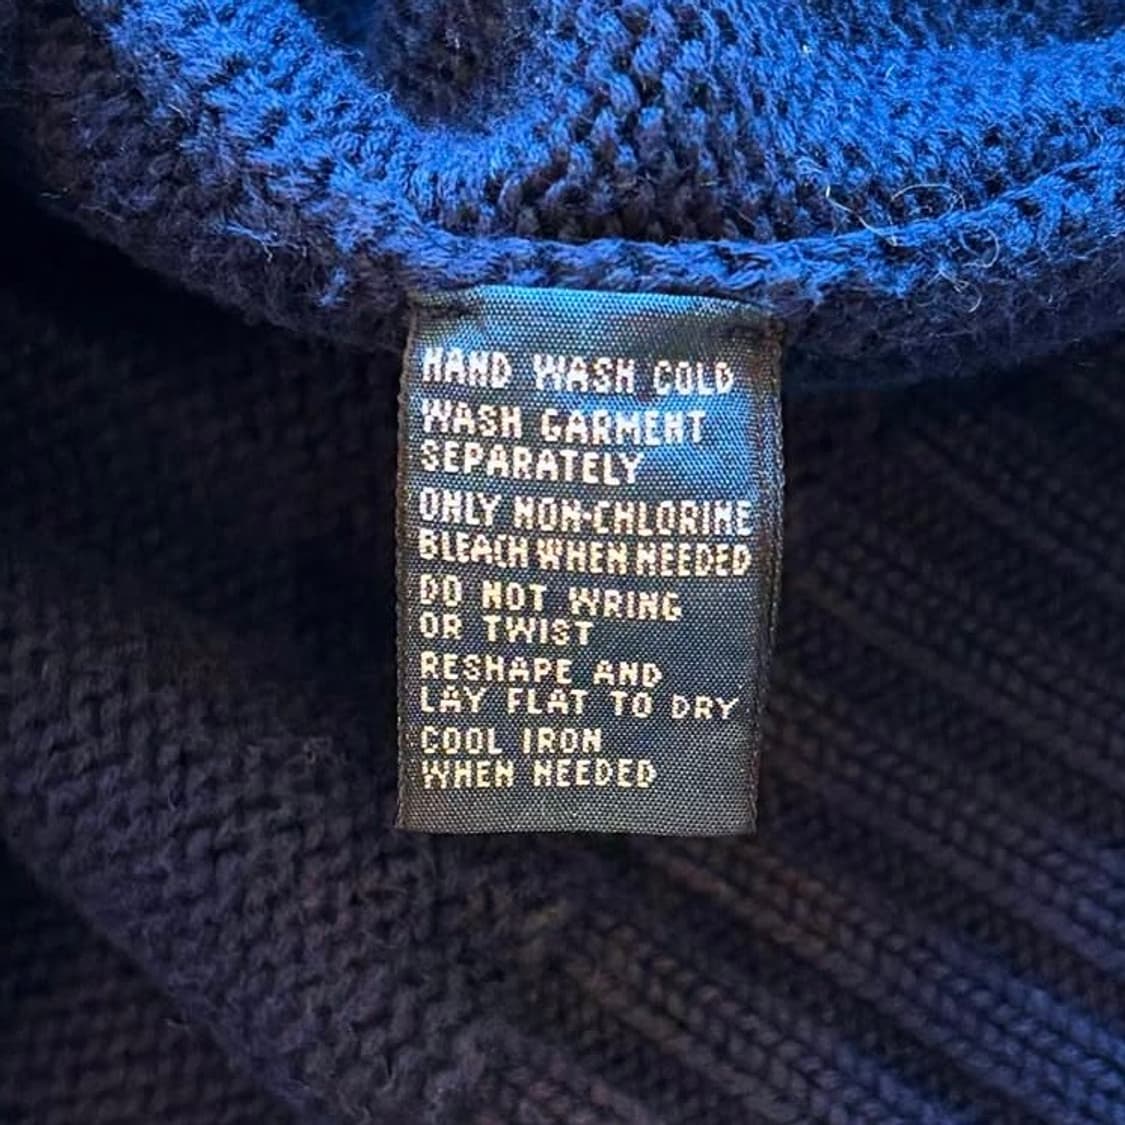 HAND WASH COLD
WASH GARMENT
SEPARATELY
ONLY NON-CHLORINE
BLEACH WHEN NEEDED
DO NOT WRING
OR TWIST
RESHAPE AND
LAY FLAT TO DRY
COOL IRON
WHEN NEEDED